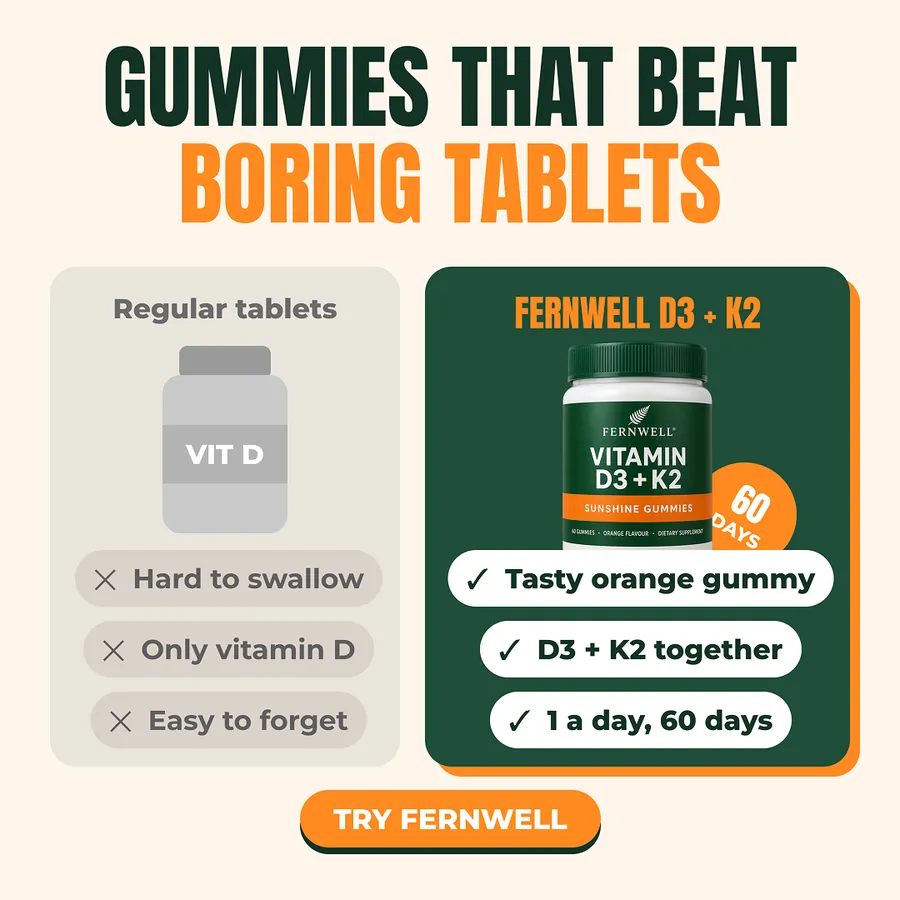 GUMMIES THAT BEAT
BORING TABLETS
Regular tablets
VIT D
✕ Hard to swallow
✕ Only vitamin D
✕ Easy to forget
FERNWELL D3 + K2
FERNWELL®
VITAMIN
D3+K2
SUNSHINE GUMMIES
60 GUMMIES • ORANGE FLAVOUR • DIETARY SUPPLEMENT
60
DAYS
✓ Tasty orange gummy
✓ D3 + K2 together
✓ 1 a day, 60 days
TRY FERNWELL